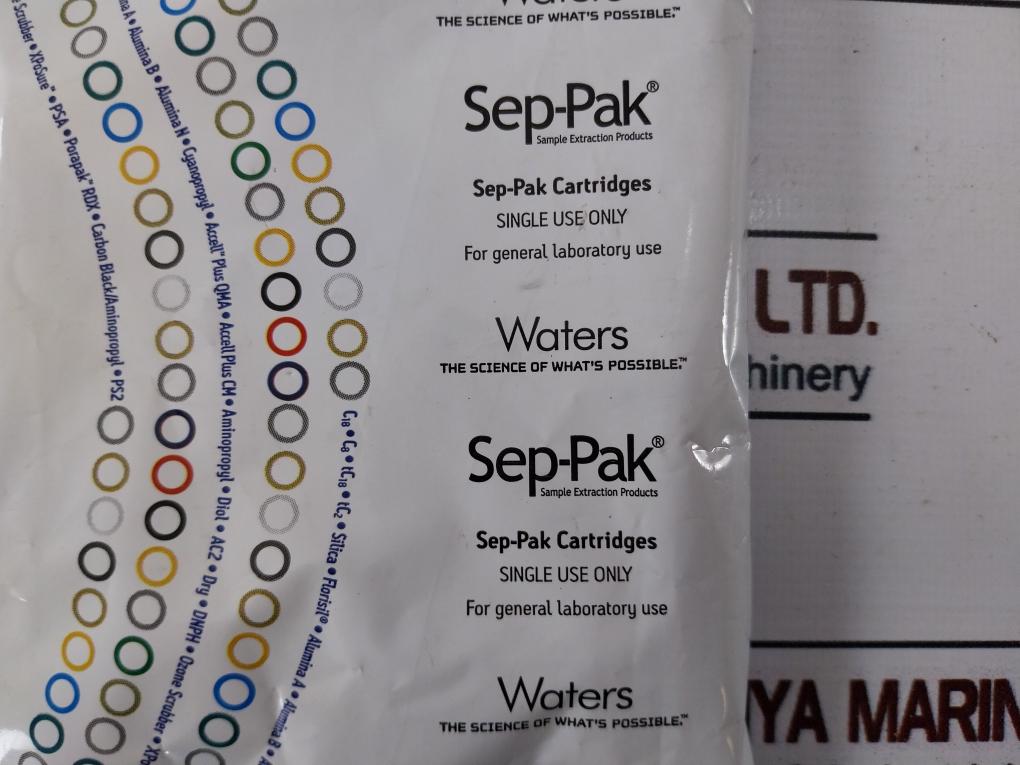 Waters
THE SCIENCE OF WHAT'S POSSIBLE.™
Sep-Pak®
Sample Extraction Products
Sep-Pak Cartridges
SINGLE USE ONLY
For general laboratory use
Waters
THE SCIENCE OF WHAT'S POSSIBLE.™
Sep-Pak®
Sample Extraction Products
Sep-Pak Cartridges
SINGLE USE ONLY
For general laboratory use
Waters
THE SCIENCE OF WHAT'S POSSIBLE.™
Scrubber • XPoSure™ • PSA • Porapak™ RDX • Carbon Black/Aminopropyl • PS2
A • Alumina B • Alumina N • Cyanopropyl • Accell™ Plus QMA • Accell Plus CM • Aminopropyl • Diol • AC2 • Dry • DNPH • Ozone Scrubber • XPo
C18 • C8 • tC18 • tC2 • Silica • Florisil® • Alumina A • Alumina B •
LTD.
hinery
YA MARIN